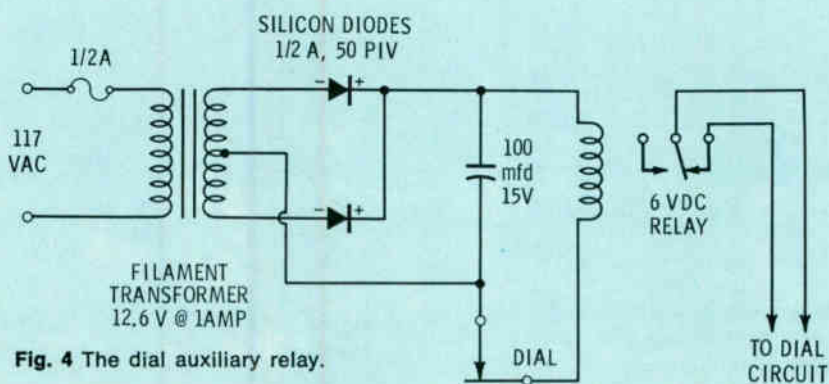 SILICON DIODES
1/2 A, 50 PIV
1/2 A
- +
117
VAC
100
mfd
15V
6 VDC
RELAY
- +
FILAMENT
TRANSFORMER
12.6 V @ 1AMP
DIAL
TO DIAL
CIRCUIT
Fig. 4 The dial auxiliary relay.